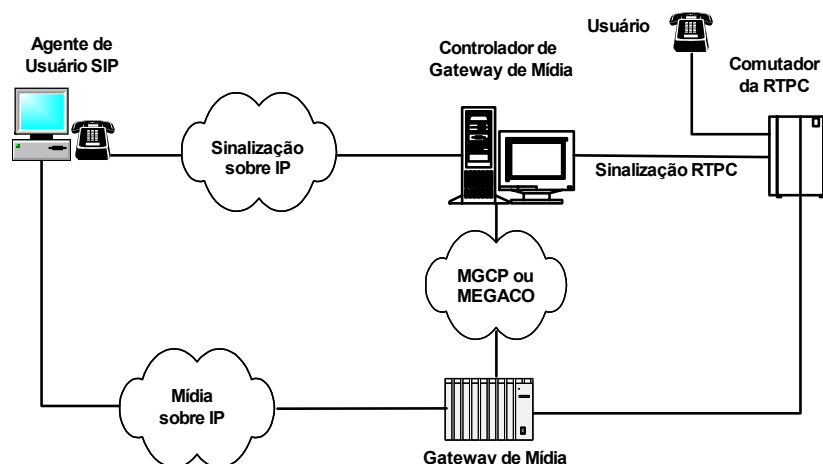 Usuário
Agente de
Usuário SIP
Controlador de
Gateway de Mídia
Comutador
da RTPC
Sinalização
sobre IP
Sinalização RTPC
MGCP ou
MEGACO
Mídia
sobre IP
Gateway de Mídia